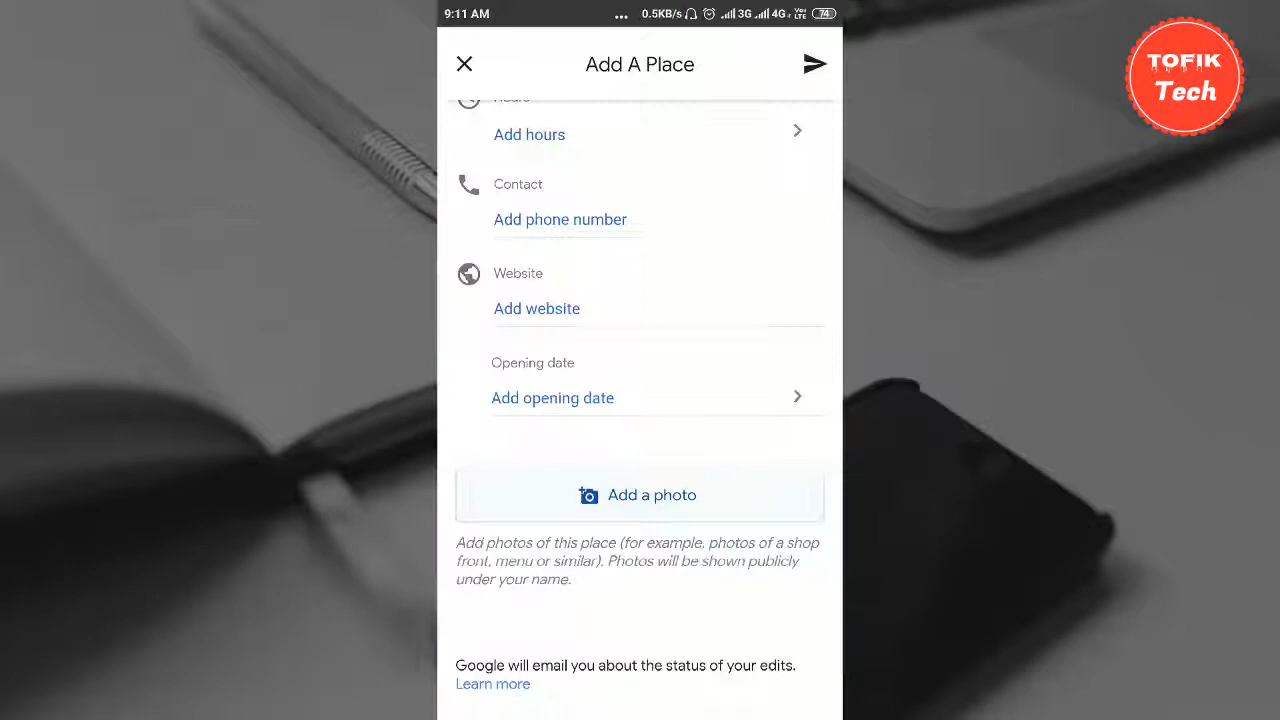 9:11 AM ... 0.5KB/s 3G 4G Vo LTE 74
TOFIK
Tech
Add A Place
Hours
Add hours
Contact
Add phone number
Website
Add website
Opening date
Add opening date
Add a photo
Add photos of this place (for example, photos of a shop
front, menu or similar). Photos will be shown publicly
under your name.
Google will email you about the status of your edits.
Learn more